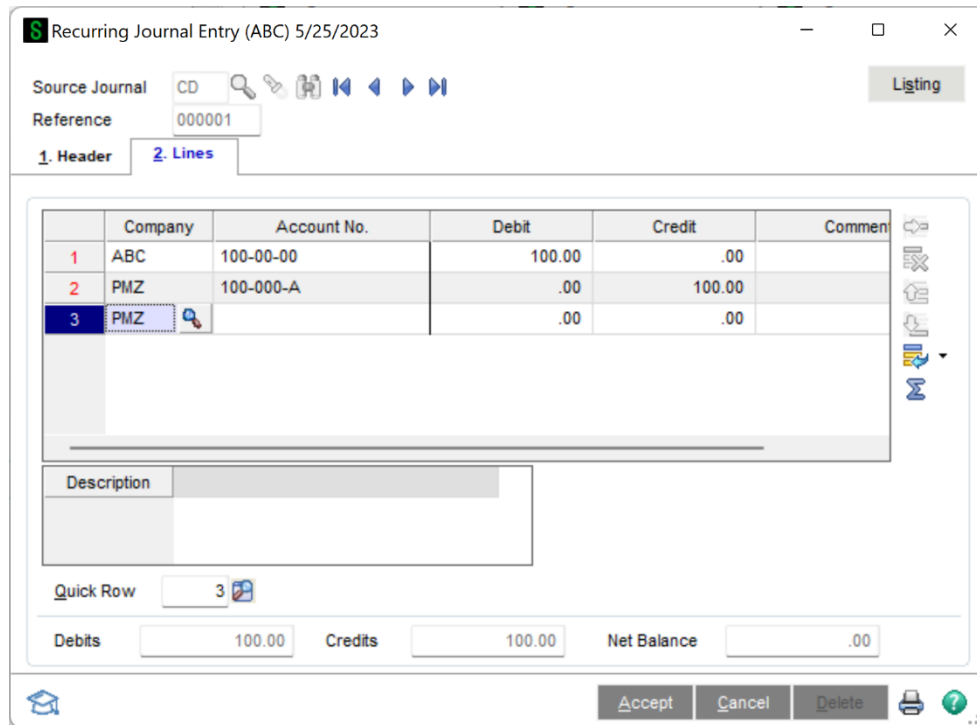 S Recurring Journal Entry (ABC) 5/25/2023
Source Journal CD Listing
Reference 000001
1. Header 2. Lines
Company Account No. Debit Credit Commen
1 ABC 100-00-00 100.00 .00
2 PMZ 100-000-A .00 100.00
3 PMZ .00 .00
Description
Quick Row 3
Debits 100.00 Credits 100.00 Net Balance .00
Accept Cancel Delete ?